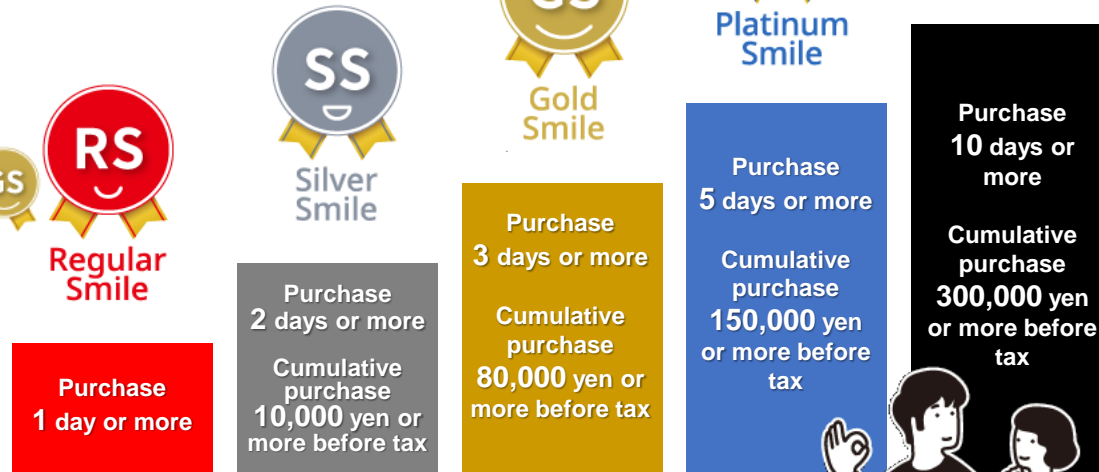 GS
RS
Regular
Smile
Purchase
1 day or more
SS
Silver
Smile
Purchase
2 days or more
Cumulative
purchase
10,000 yen or
more before tax
GS
Gold
Smile
Purchase
3 days or more
Cumulative
purchase
80,000 yen or
more before tax
Platinum
Smile
Purchase
5 days or more
Cumulative
purchase
150,000 yen
or more before
tax
Purchase
10 days or
more
Cumulative
purchase
300,000 yen
or more before
tax